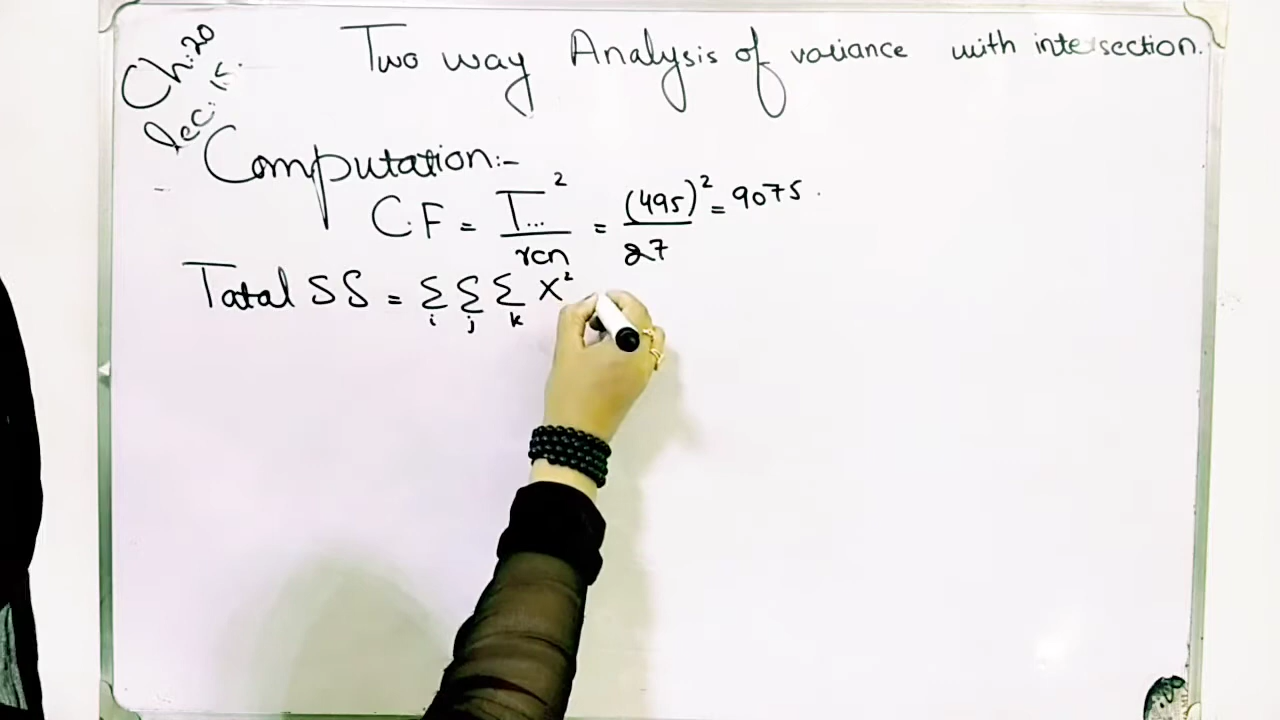 Ch:20
Lec: 15.
Two way Analysis of variance with intersection.
Computation:-
C.F = T...² / rcn = (495)² / 27 = 9075.
Tatal SS = Σi Σj Σk X²